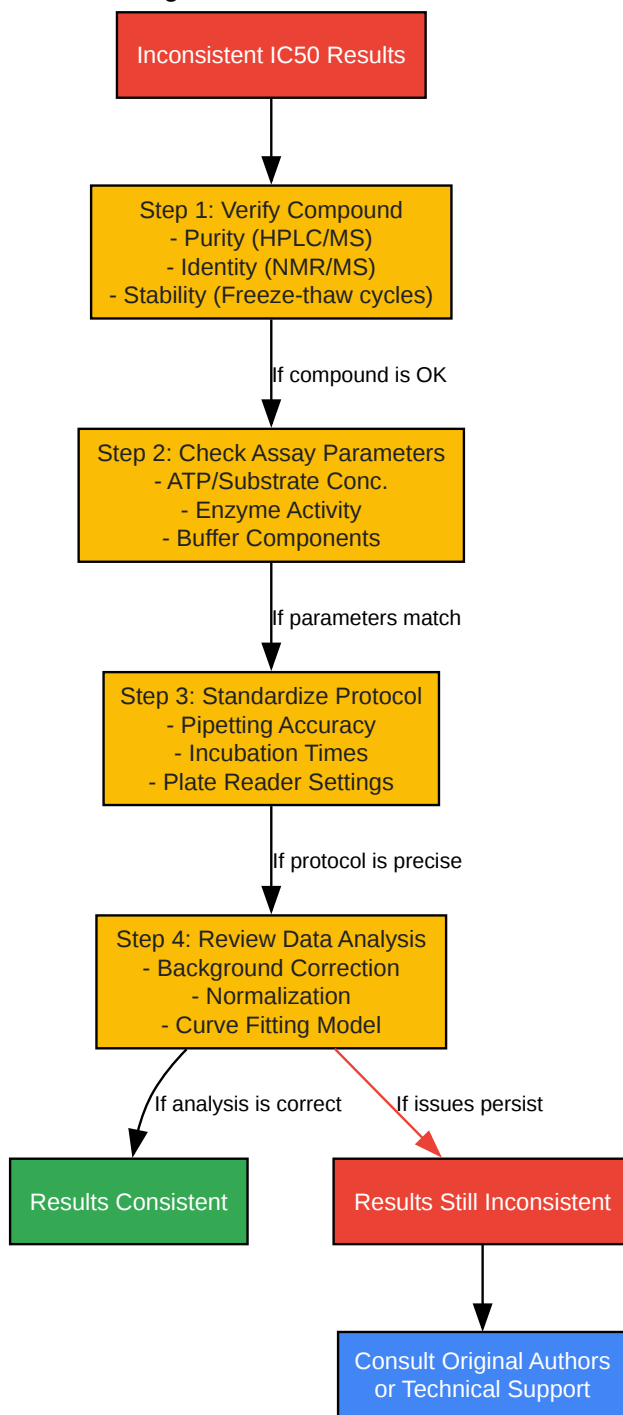 Inconsistent IC50 Results
Step 1: Verify Compound
- Purity (HPLC/MS)
- Identity (NMR/MS)
- Stability (Freeze-thaw cycles)
If compound is OK
Step 2: Check Assay Parameters
- ATP/Substrate Conc.
- Enzyme Activity
- Buffer Components
If parameters match
Step 3: Standardize Protocol
- Pipetting Accuracy
- Incubation Times
- Plate Reader Settings
If protocol is precise
Step 4: Review Data Analysis
- Background Correction
- Normalization
- Curve Fitting Model
If analysis is correct
If issues persist
Results Consistent
Results Still Inconsistent
Consult Original Authors
or Technical Support